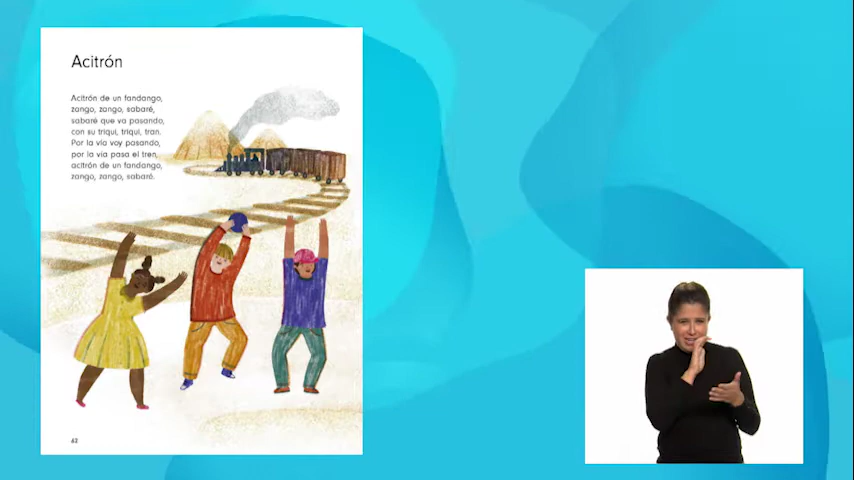 Acitrón
Acitrón de un fandango,
zango, zango, sabaré,
sabaré que va pasando,
con su triqui, triqui, tran.
Por la vía voy pasando,
por la vía pasa el tren,
acitrón de un fandango,
zango, zango, sabaré.